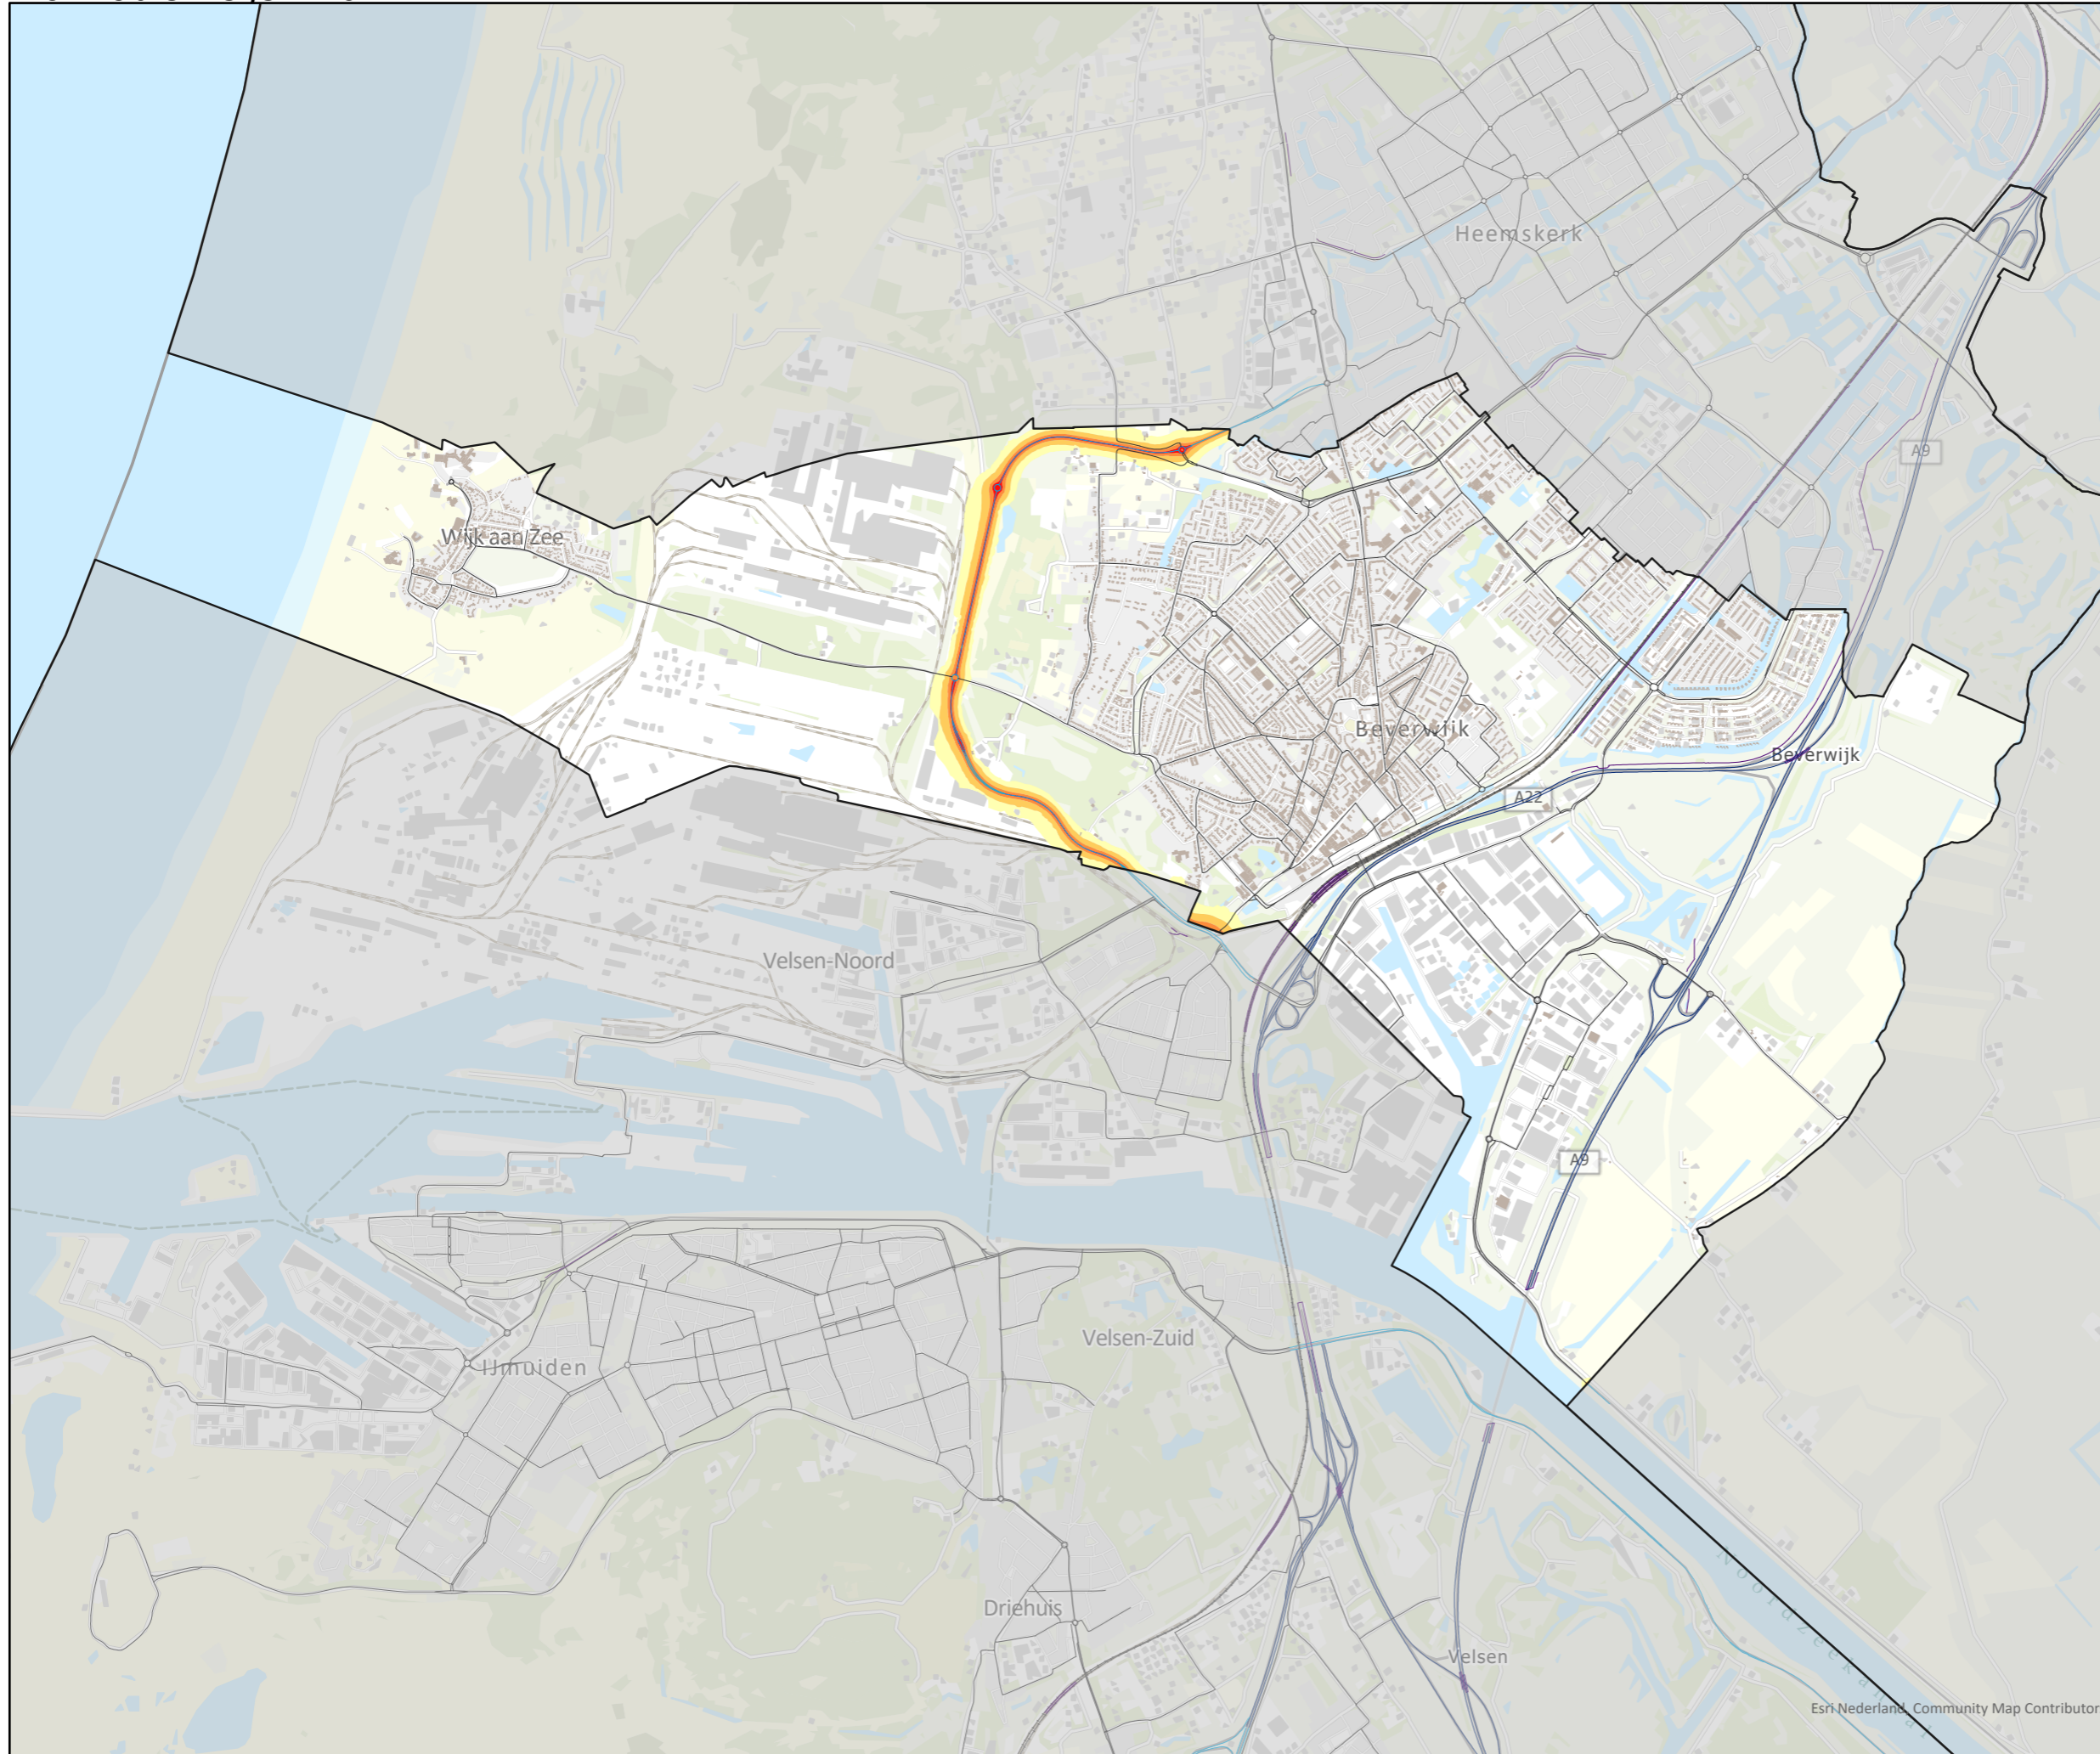 Heemskerk
A9
Wijk aan Zee
Beverwijk
Beverwijk
A22
Velsen-Noord
A9
Velsen-Zuid
IJmuiden
Driehuis
Velsen
Noordzeekanaal
Esri Nederland, Community Map Contributor